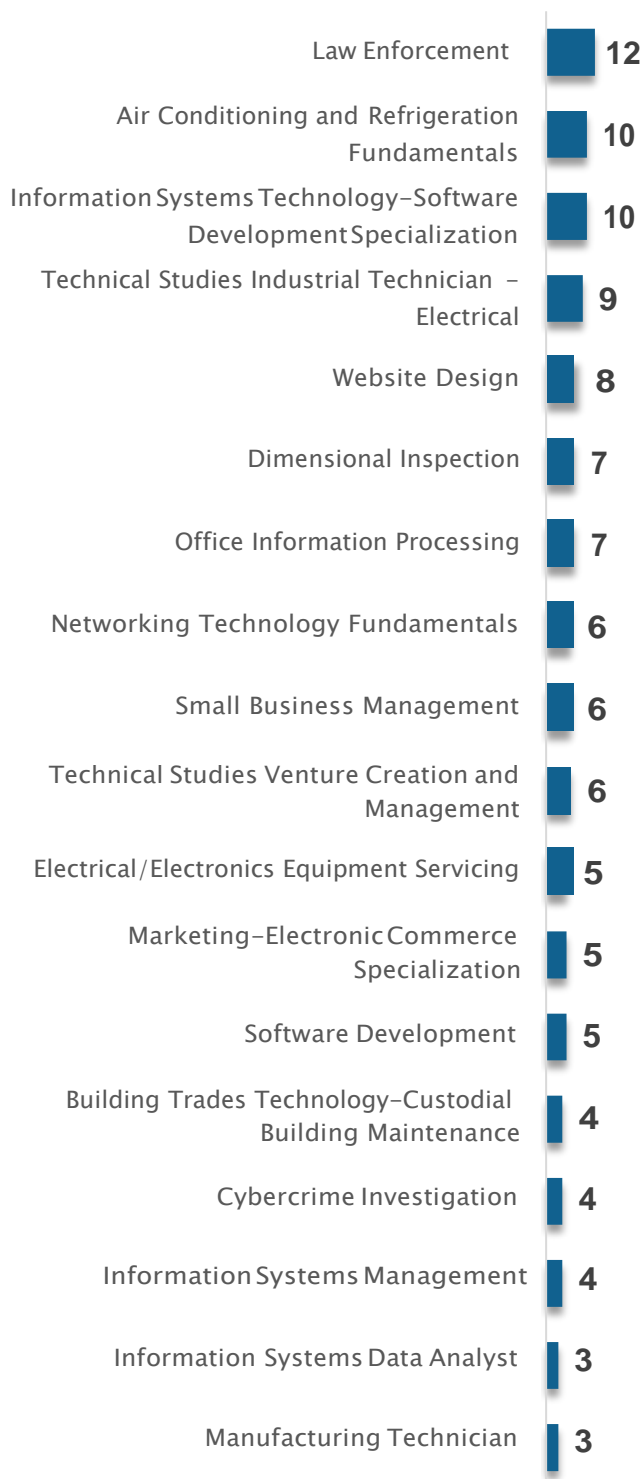 Law Enforcement 12
Air Conditioning and Refrigeration
Fundamentals 10
Information Systems Technology-Software
Development Specialization 10
Technical Studies Industrial Technician -
Electrical 9
Website Design 8
Dimensional Inspection 7
Office Information Processing 7
Networking Technology Fundamentals 6
Small Business Management 6
Technical Studies Venture Creation and
Management 6
Electrical/Electronics Equipment Servicing 5
Marketing-Electronic Commerce
Specialization 5
Software Development 5
Building Trades Technology-Custodial
Building Maintenance 4
Cybercrime Investigation 4
Information Systems Management 4
Information Systems Data Analyst 3
Manufacturing Technician 3